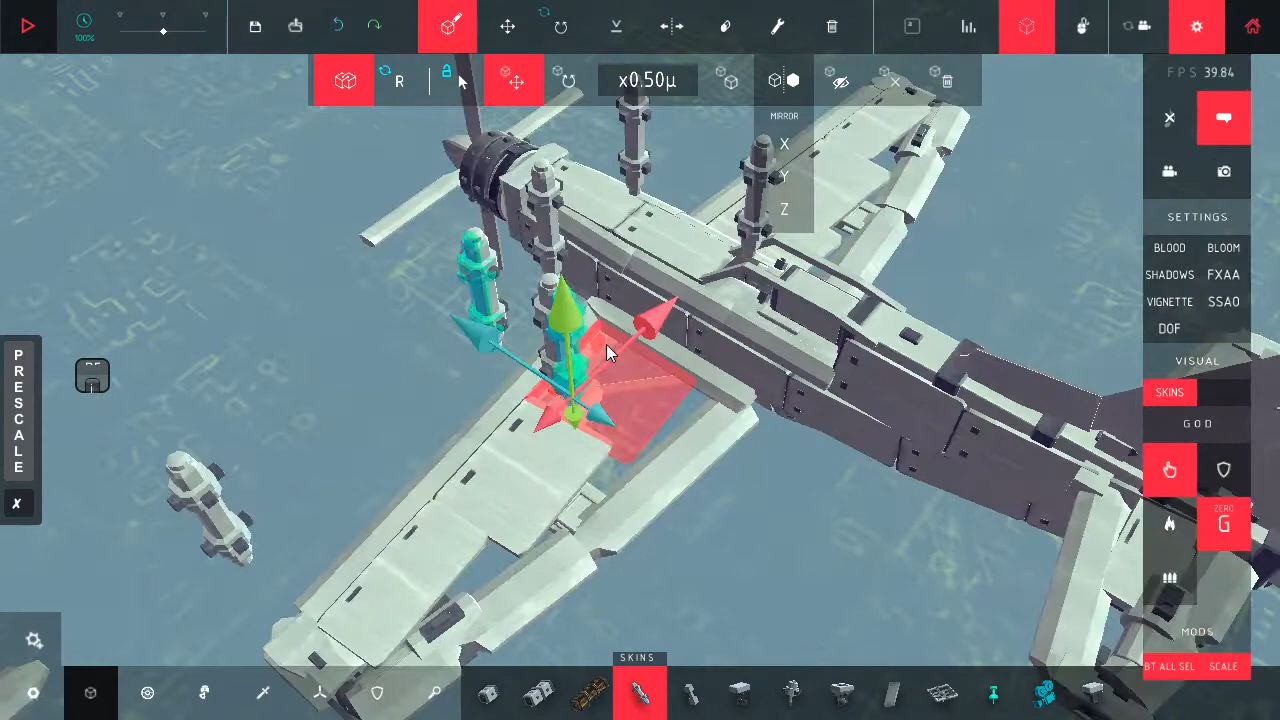 100%
R
x0.50µ
FPS 39.84
MIRROR
X
Y
Z
SETTINGS
BLOOD BLOOM
SHADOWS FXAA
VIGNETTE SSAO
DOF
VISUAL
SKINS
GOD
ZERO
G
MODS
BT ALL SEL SCALE
PRESCALE
X
SKINS